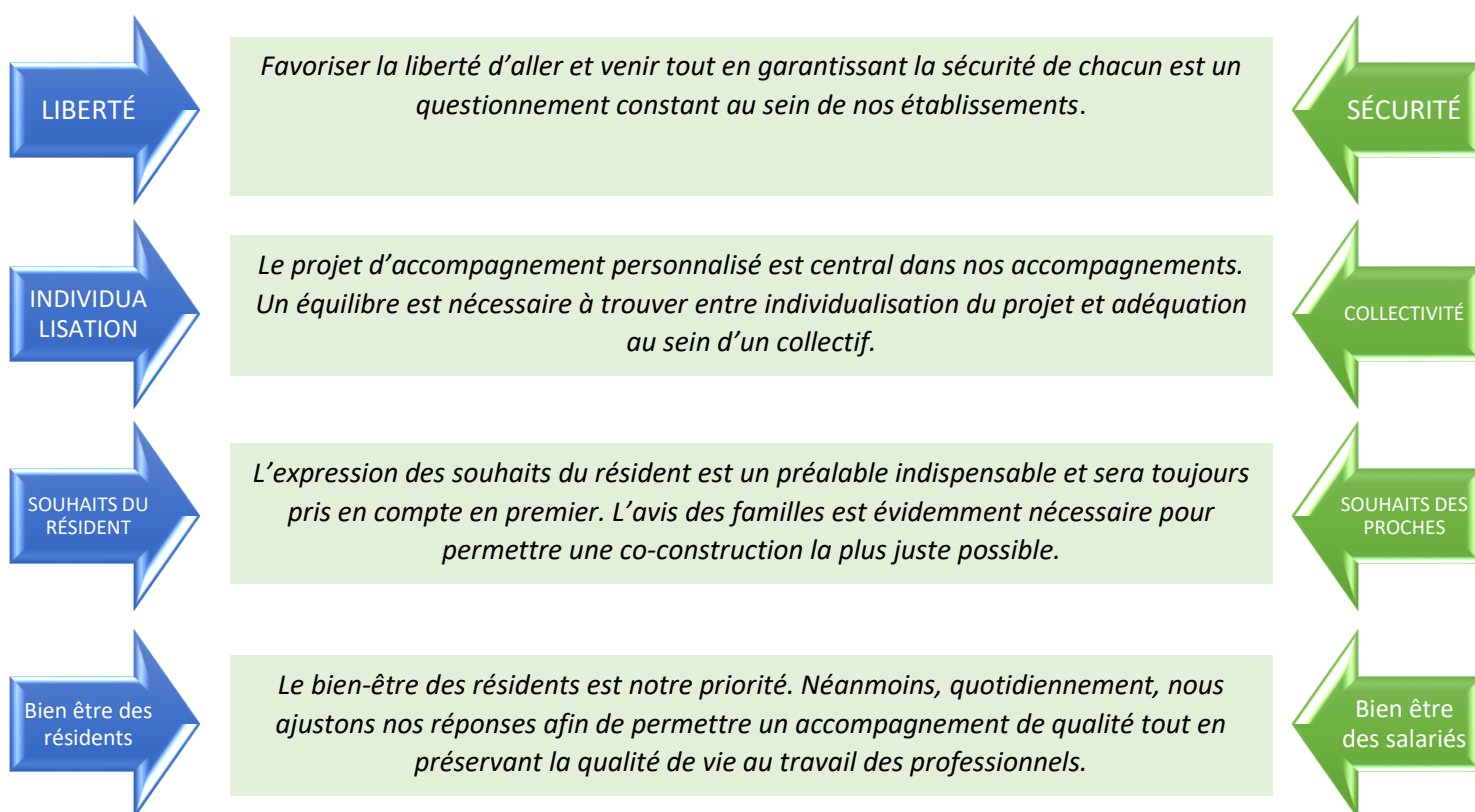 LIBERTÉ
Favoriser la liberté d’aller et venir tout en garantissant la sécurité de chacun est un
questionnement constant au sein de nos établissements.
SÉCURITÉ
INDIVIDUA
LISATION
Le projet d’accompagnement personnalisé est central dans nos accompagnements.
Un équilibre est nécessaire à trouver entre individualisation du projet et adéquation
au sein d’un collectif.
COLLECTIVITÉ
SOUHAITS DU
RÉSIDENT
L’expression des souhaits du résident est un préalable indispensable et sera toujours
pris en compte en premier. L’avis des familles est évidemment nécessaire pour
permettre une co-construction la plus juste possible.
SOUHAITS DES
PROCHES
Bien être des
résidents
Le bien-être des résidents est notre priorité. Néanmoins, quotidiennement, nous
ajustons nos réponses afin de permettre un accompagnement de qualité tout en
préservant la qualité de vie au travail des professionnels.
Bien être
des salariés